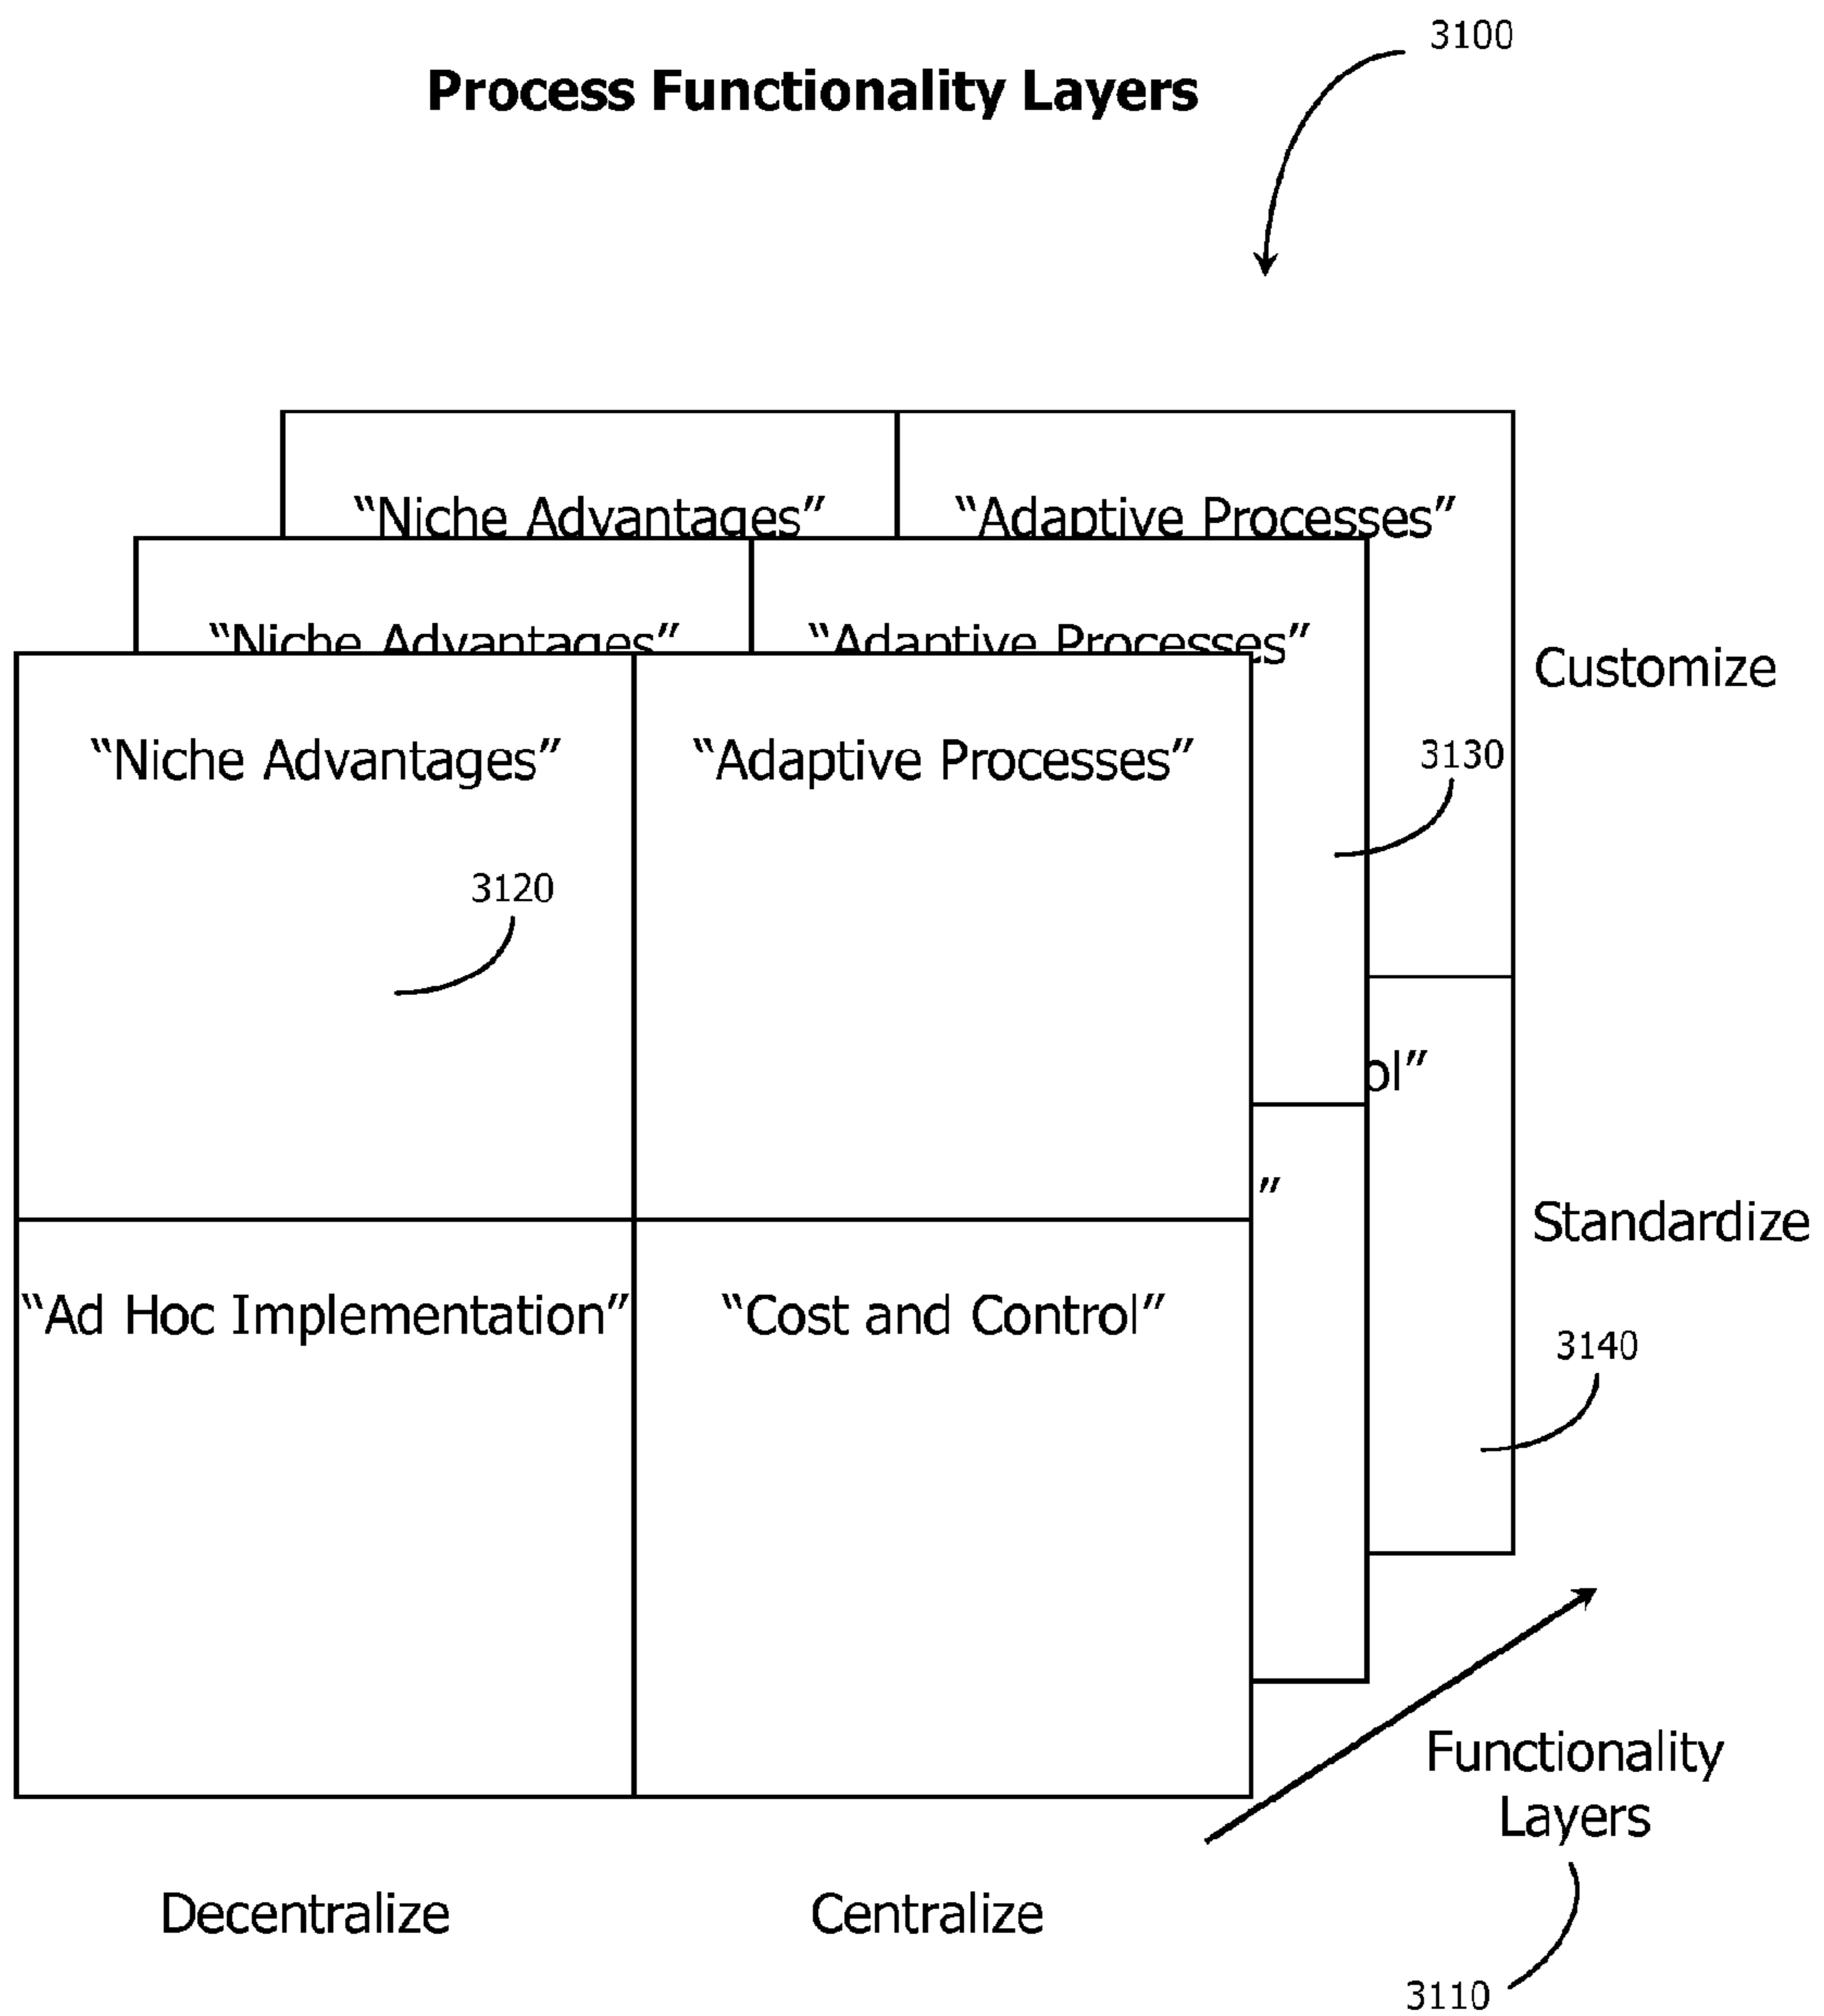 3100
Process Functionality Layers
“Niche Advantages” “Adaptive Processes”
“Niche Advantages” “Adaptive Processes”
Customize
“Niche Advantages” “Adaptive Processes”
3130
3120
ol”
”
Standardize
“Ad Hoc Implementation” “Cost and Control”
3140
Functionality
Layers
Decentralize Centralize
3110